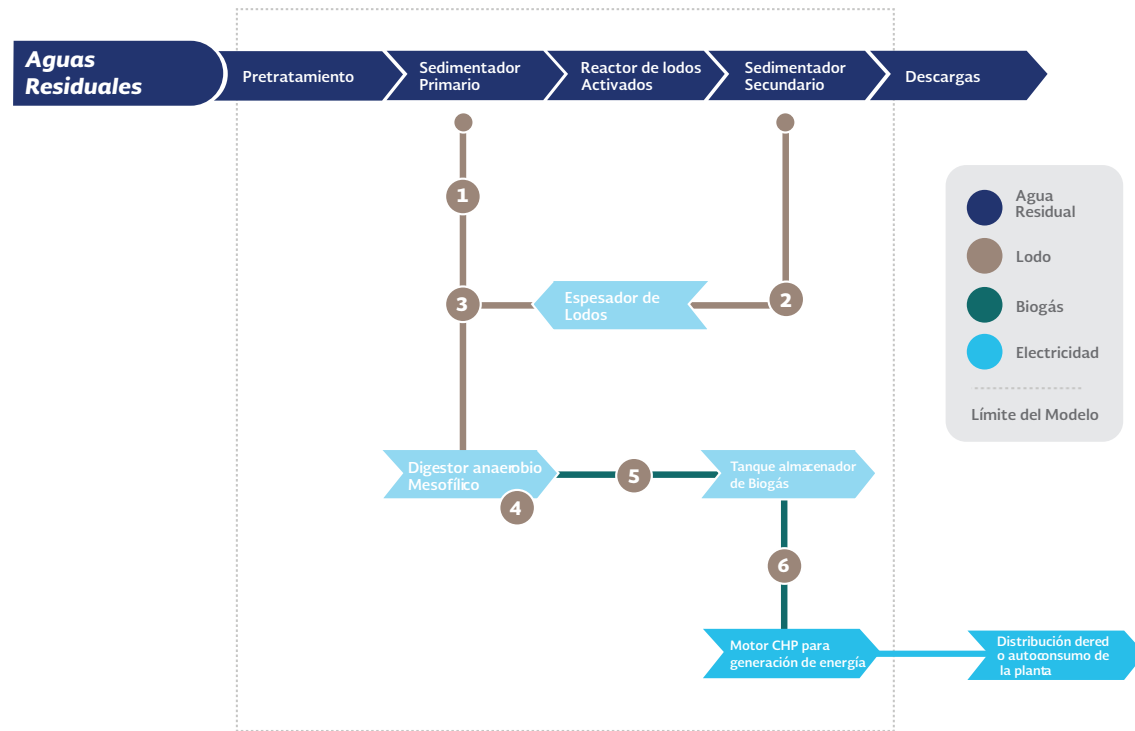 Aguas
Residuales
Pretratamiento
Sedimentador
Primario
Reactor de lodos
Activados
Sedimentador
Secundario
Descargas
1
2
3
Espesador de
Lodos
Digestor anaerobio
Mesofílico
4
5
Tanque almacenador
de Biogás
6
Motor CHP para
generación de energía
Distribución dered
o autoconsumo de
la planta
Agua
Residual
Lodo
Biogás
Electricidad
Límite del Modelo